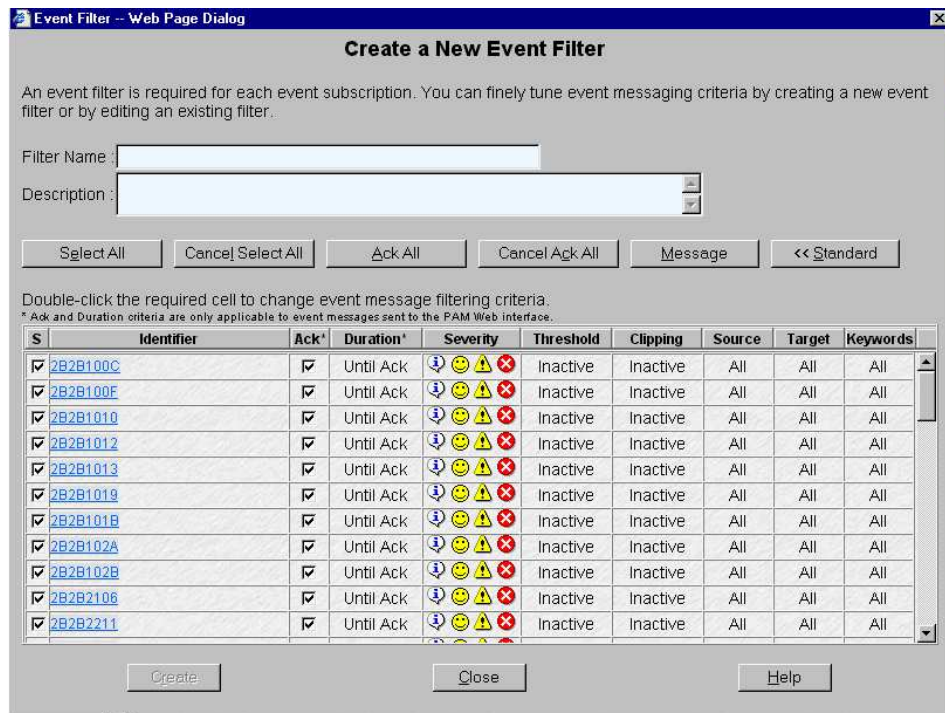 Event Filter -- Web Page Dialog
Create a New Event Filter
An event filter is required for each event subscription. You can finely tune event messaging criteria by creating a new event
filter or by editing an existing filter.
Filter Name :
Description :
Select All Cancel Select All Ack All Cancel Ack All Message << Standard
Double-click the required cell to change event message filtering criteria.
* Ack and Duration criteria are only applicable to event messages sent to the PAM Web interface.
S Identifier Ack* Duration* Severity Threshold Clipping Source Target Keywords
2B2B100C Until Ack Inactive Inactive All All All
2B2B100F Until Ack Inactive Inactive All All All
2B2B1010 Until Ack Inactive Inactive All All All
2B2B1012 Until Ack Inactive Inactive All All All
2B2B1013 Until Ack Inactive Inactive All All All
2B2B1019 Until Ack Inactive Inactive All All All
2B2B101B Until Ack Inactive Inactive All All All
2B2B102A Until Ack Inactive Inactive All All All
2B2B102B Until Ack Inactive Inactive All All All
2B2B2106 Until Ack Inactive Inactive All All All
2B2B2211 Until Ack Inactive Inactive All All All
Create Close Help